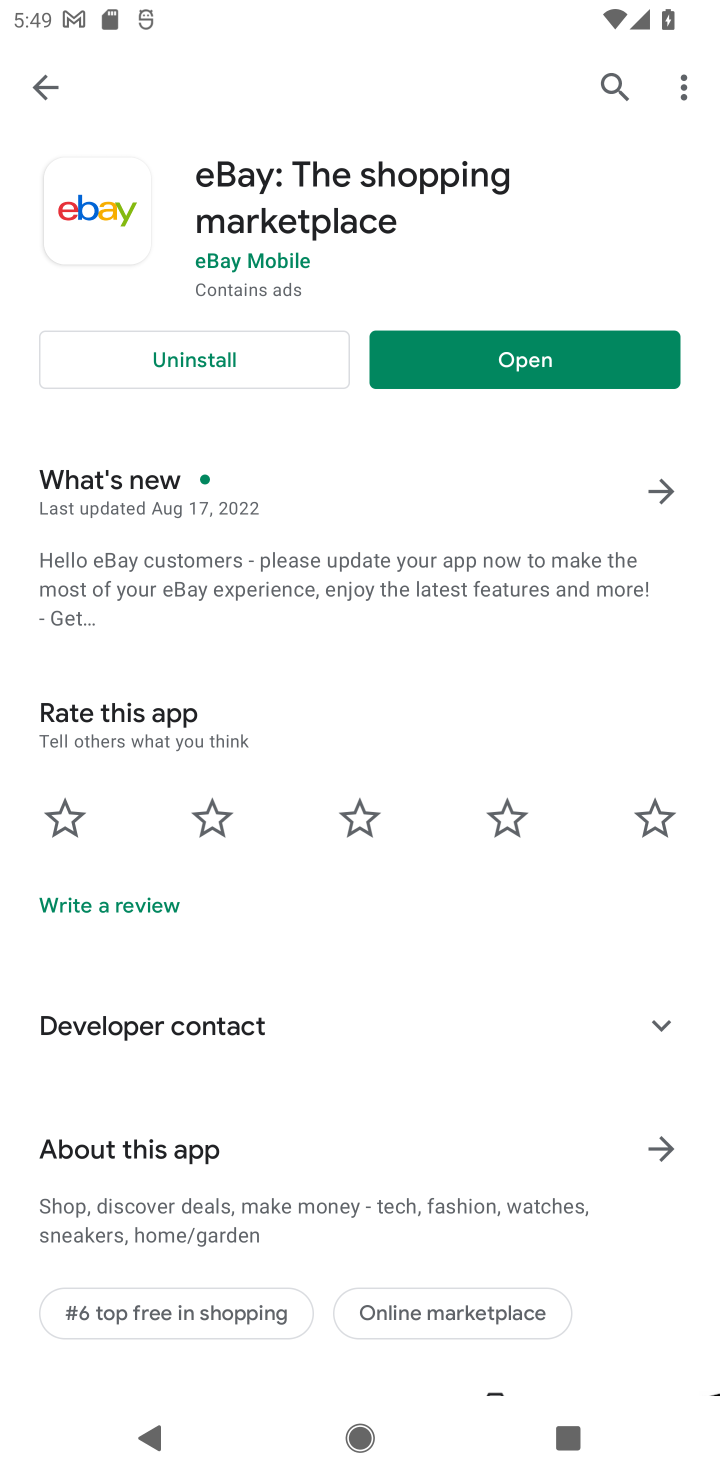 5:49
ebay
eBay: The shopping
marketplace
eBay Mobile
Contains ads
Uninstall
Open
What's new
Last updated Aug 17, 2022
Hello eBay customers - please update your app now to make the
most of your eBay experience, enjoy the latest features and more!
- Get…
Rate this app
Tell others what you think
Write a review
Developer contact
About this app
Shop, discover deals, make money - tech, fashion, watches,
sneakers, home/garden
#6 top free in shopping
Online marketplace